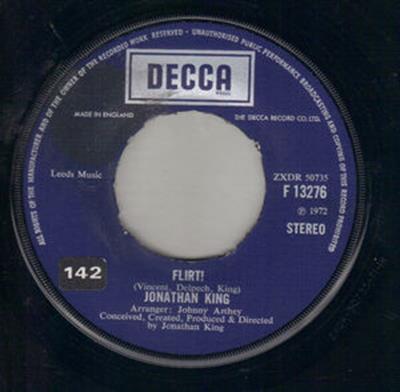 ALL RIGHTS OF THE MANUFACTURER AND OF THE OWNER OF THE RECORDED WORK RESERVED • UNAUTHORISED PUBLIC PERFORMANCE BROADCASTING AND COPYING OF THIS RECORD PROHIBITED
DECCA
MADE IN ENGLAND
THE DECCA RECORD CO. LTD.
Leeds Music
ZXDR 50735
F 13276
℗ 1972
STEREO
142
FLIRT!
(Vincent, Delpech, King)
JONATHAN KING
Arranger: Johnny Arthey
Conceived, Created, Produced & Directed
by Jonathan King